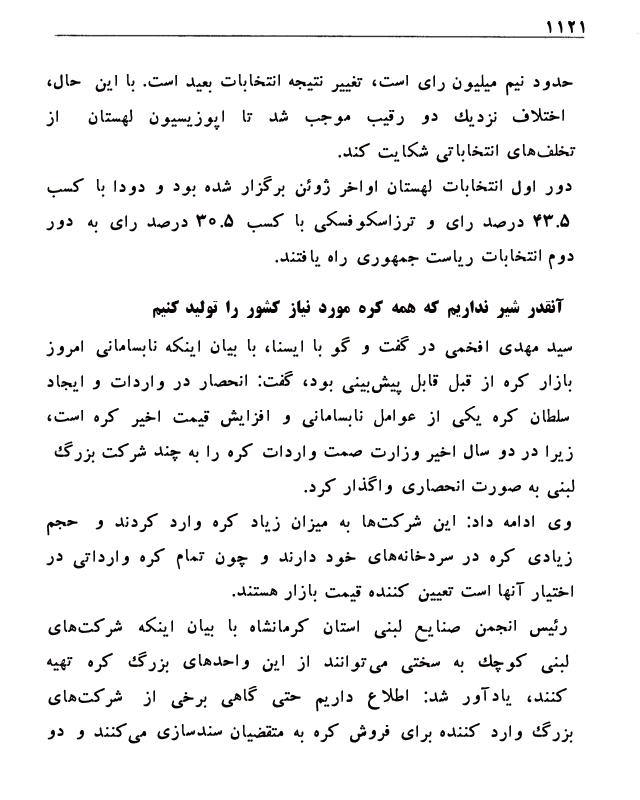 ۱۱۲۱
حدود نیم میلیون رای است، تغییر نتیجه انتخابات بعید است. با این حال،
اختلاف نزدیك دو رقیب موجب شد تا اپوزیسیون لهستان از
تخلف‌های انتخاباتی شکایت کند.
دور اول انتخابات لهستان اواخر ژوئن برگزار شده بود و دودا با کسب
۴۳.۵ درصد رای و ترزاسکوفسکی با کسب ۳۰.۵ درصد رای به دور
دوم انتخابات ریاست جمهوری راه یافتند.
آنقدر شیر نداریم که همه کره مورد نیاز کشور را تولید کنیم
سید مهدی افخمی در گفت و گو با ایسنا، با بیان اینکه نابسامانی امروز
بازار کره از قبل قابل پیش‌بینی بود، گفت: انحصار در واردات و ایجاد
سلطان کره یکی از عوامل نابسامانی و افزایش قیمت اخیر کره است،
زیرا در دو سال اخیر وزارت صمت واردات کره را به چند شرکت بزرگ
لبنی به صورت انحصاری واگذار کرد.
وی ادامه داد: این شرکت‌ها به میزان زیاد کره وارد کردند و حجم
زیادی کره در سردخانه‌های خود دارند و چون تمام کره وارداتی در
اختیار آنها است تعیین کننده قیمت بازار هستند.
رئیس انجمن صنایع لبنی استان کرمانشاه با بیان اینکه شرکت‌های
لبنی کوچك به سختی می‌توانند از این واحدهای بزرگ کره تهیه
کنند، یادآور شد: اطلاع داریم حتی گاهی برخی از شرکت‌های
بزرگ وارد کننده برای فروش کره به متقضیان سندسازی می‌کنند و دو